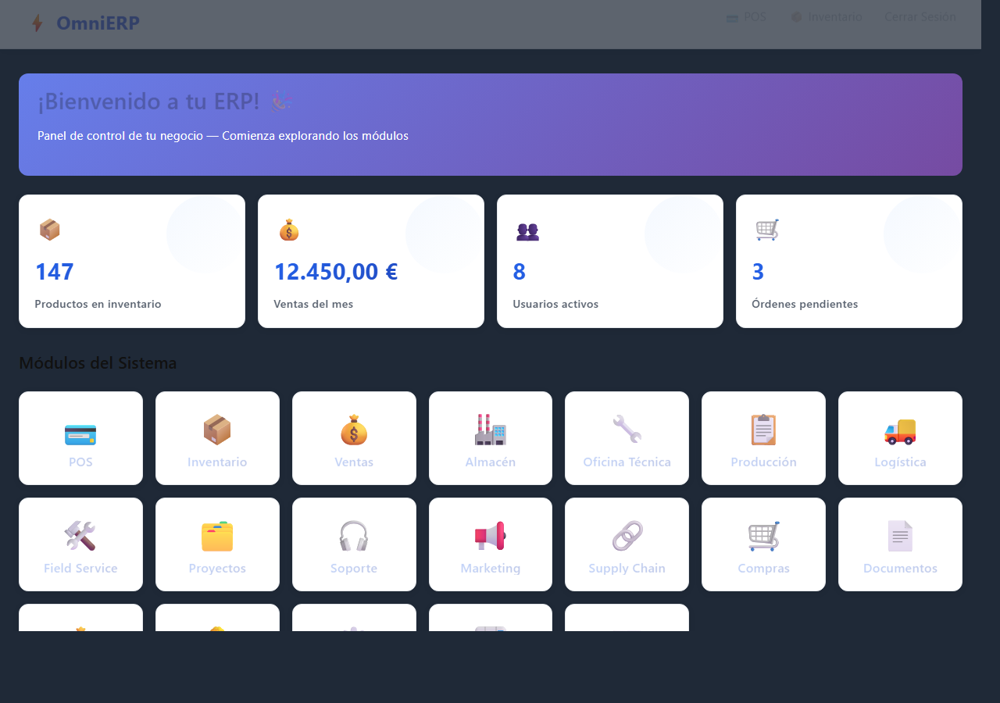 OmniERP
POS
Inventario
Cerrar Sesión
¡Bienvenido a tu ERP!
Panel de control de tu negocio — Comienza explorando los módulos
147
Productos en inventario
12.450,00 €
Ventas del mes
8
Usuarios activos
3
Órdenes pendientes
Módulos del Sistema
POS
Inventario
Ventas
Almacén
Oficina Técnica
Producción
Logística
Field Service
Proyectos
Soporte
Marketing
Supply Chain
Compras
Documentos